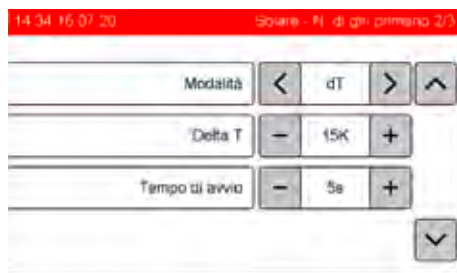 14:34 16.07.20 Solare - N. di giri primario 2/3
Modalità < dT >
Delta T - 15K +
Tempo di avvio - 5s +